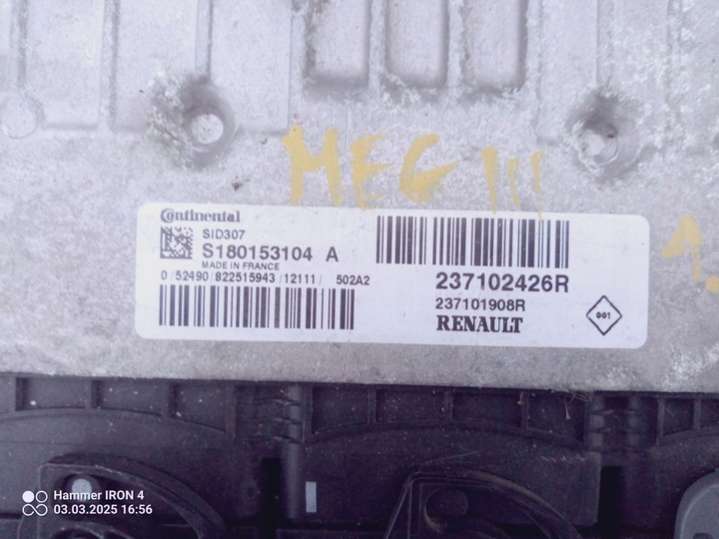 MEG III
1.
Continental
SID307
S180153104 A
MADE IN FRANCE
0/52490/822515943/12111/ 502A2
237102426R
237101908R
RENAULT
001
Hammer IRON 4
03.03.2025 16:56